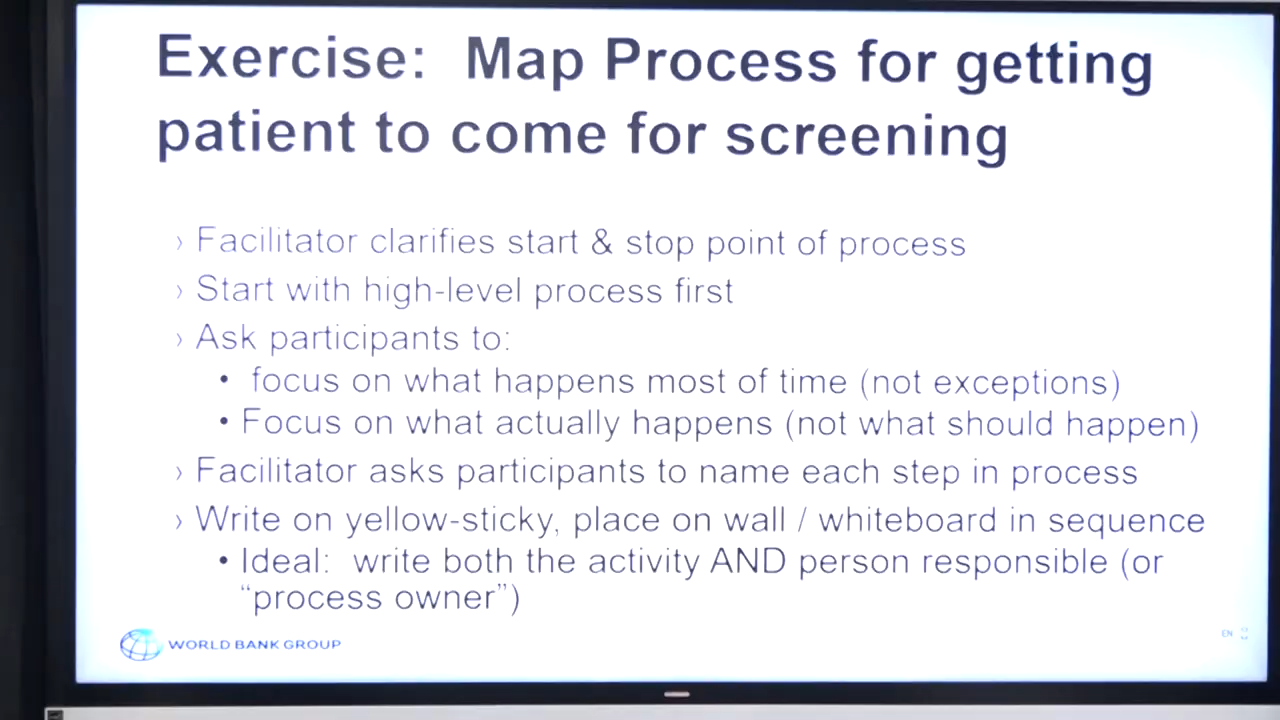 Exercise:  Map Process for getting
patient to come for screening
› Facilitator clarifies start & stop point of process
› Start with high-level process first
› Ask participants to:
• focus on what happens most of time (not exceptions)
• Focus on what actually happens (not what should happen)
› Facilitator asks participants to name each step in process
› Write on yellow-sticky, place on wall / whiteboard in sequence
• Ideal:  write both the activity AND person responsible (or
“process owner”)
WORLD BANK GROUP
EN